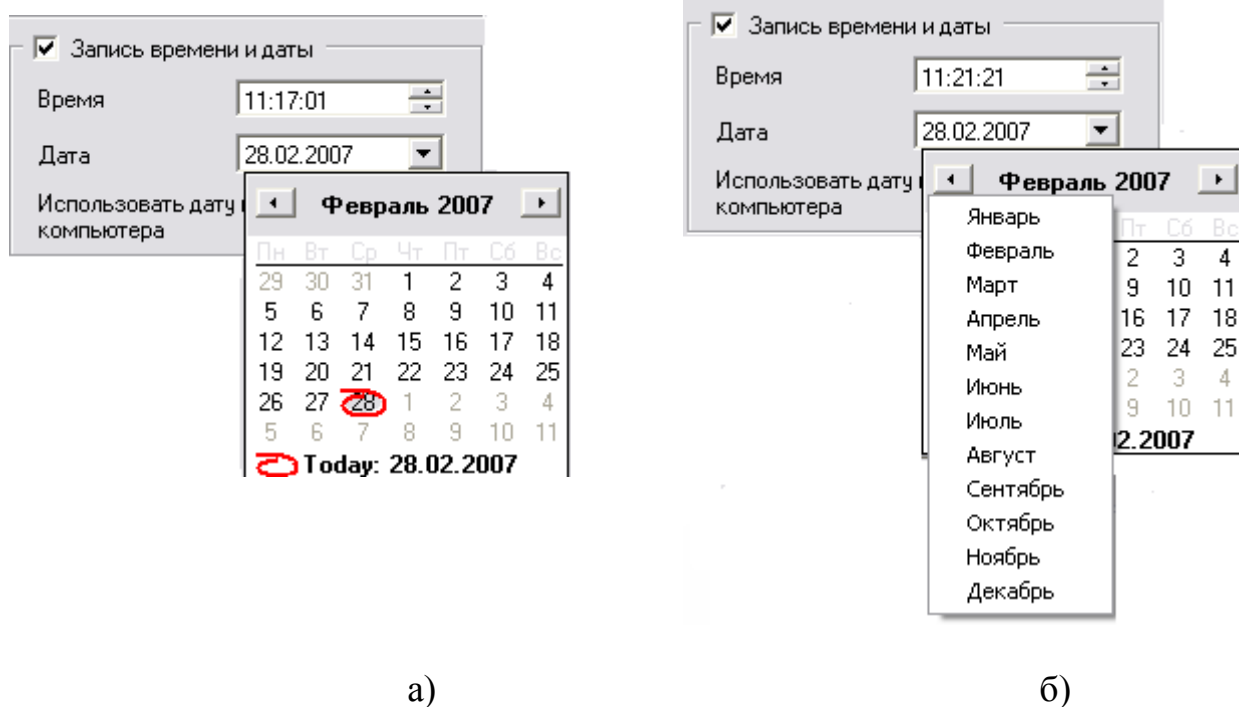 Запись времени и даты
Время 11:17:01
Дата 28.02.2007
Использовать дату
компьютера
Февраль 2007
Пн Вт Ср Чт Пт Сб Вс
29 30 31 1 2 3 4
5 6 7 8 9 10 11
12 13 14 15 16 17 18
19 20 21 22 23 24 25
26 27 28 1 2 3 4
5 6 7 8 9 10 11
Today: 28.02.2007
а)
Запись времени и даты
Время 11:21:21
Дата 28.02.2007
Использовать дату
компьютера
Февраль 2007
Январь
Февраль
Март
Апрель
Май
Июнь
Июль
Август
Сентябрь
Октябрь
Ноябрь
Декабрь
Пт Сб Вс
2 3 4
9 10 11
16 17 18
23 24 25
2 3 4
9 10 11
2.2007
б)